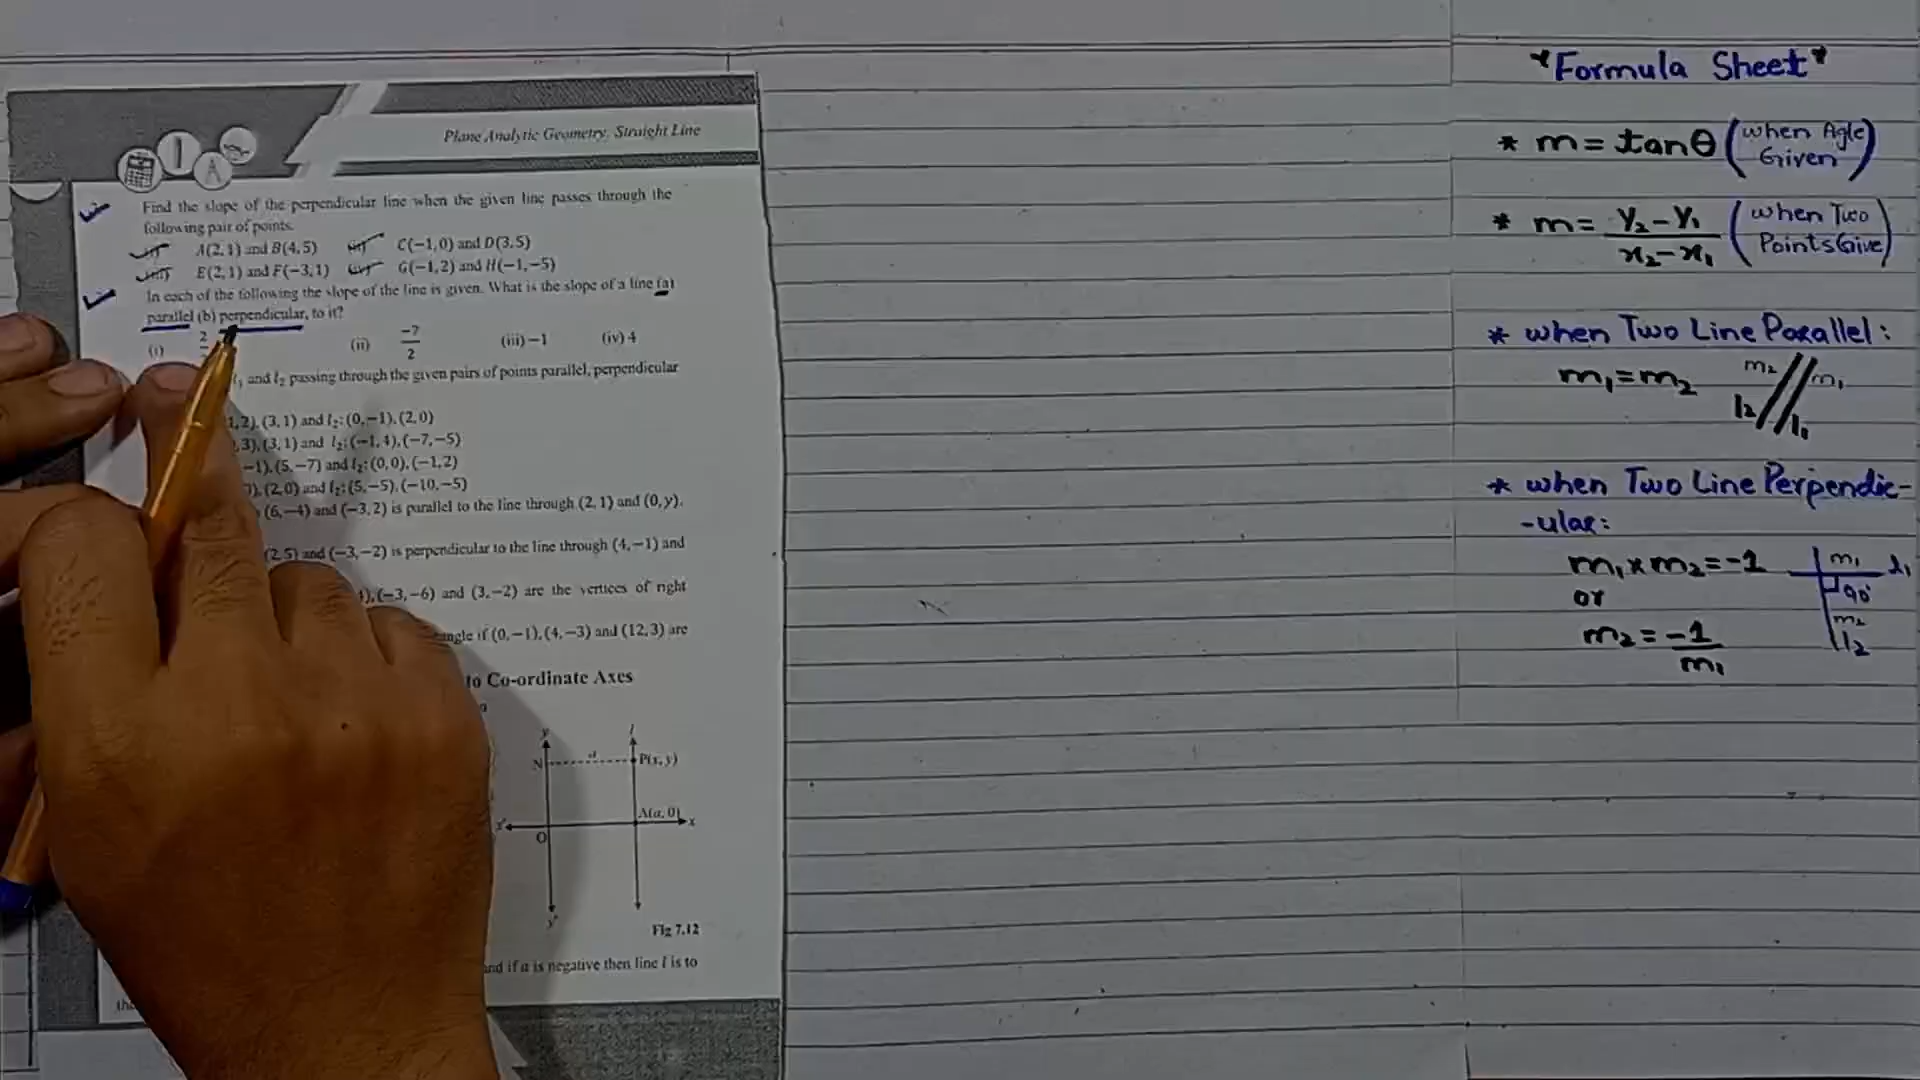 Plane Analytic Geometry, Straight Line
Find the slope of the perpendicular line when the given line passes through the
following pair of points.
A(2,1) and B(4,5) C(−1,0) and D(3,5)
E(2,1) and F(−3,1) G(−1,2) and H(−1,−5)
In each of the following the slope of the line is given. What is the slope of a line (a)
parallel (b) perpendicular, to it?
(i) 2 (ii) −7/2 (iii) −1 (iv) 4
and l₂ passing through the given pairs of points parallel, perpendicular
(3,1) and l₂: (0,−1), (2,0)
(3,1) and l₂: (−1,4), (−7,−5)
(5,−7) and l₂: (0,0), (−1,2)
(2,0) and l₂: (5,−5), (−10,−5)
(6,−4) and (−3,2) is parallel to the line through (2,1) and (0,y).
(2,5) and (−3,−2) is perpendicular to the line through (4,−1) and
(−3,−6) and (3,−2) are the vertices of right
if (0,−1), (4,−3) and (12,3) are
to Co-ordinate Axes
y l
N a P(x,y)
A(a,0)
x' x
O
y'
Fig 7.12
and if a is negative then line l is to
*Formula Sheet*
* m = tanθ (when Agle Given)
* m = y₂−y₁ / x₂−x₁ (when Two Points Give)
* when Two Line Parallel:
m₁=m₂ m₂ m₁
l₂ l₁
* when Two Line Perpendic-
-ular:
m₁×m₂=−1 m₁ l₁
or 90°
m₂
m₂ = −1/m₁ l₂